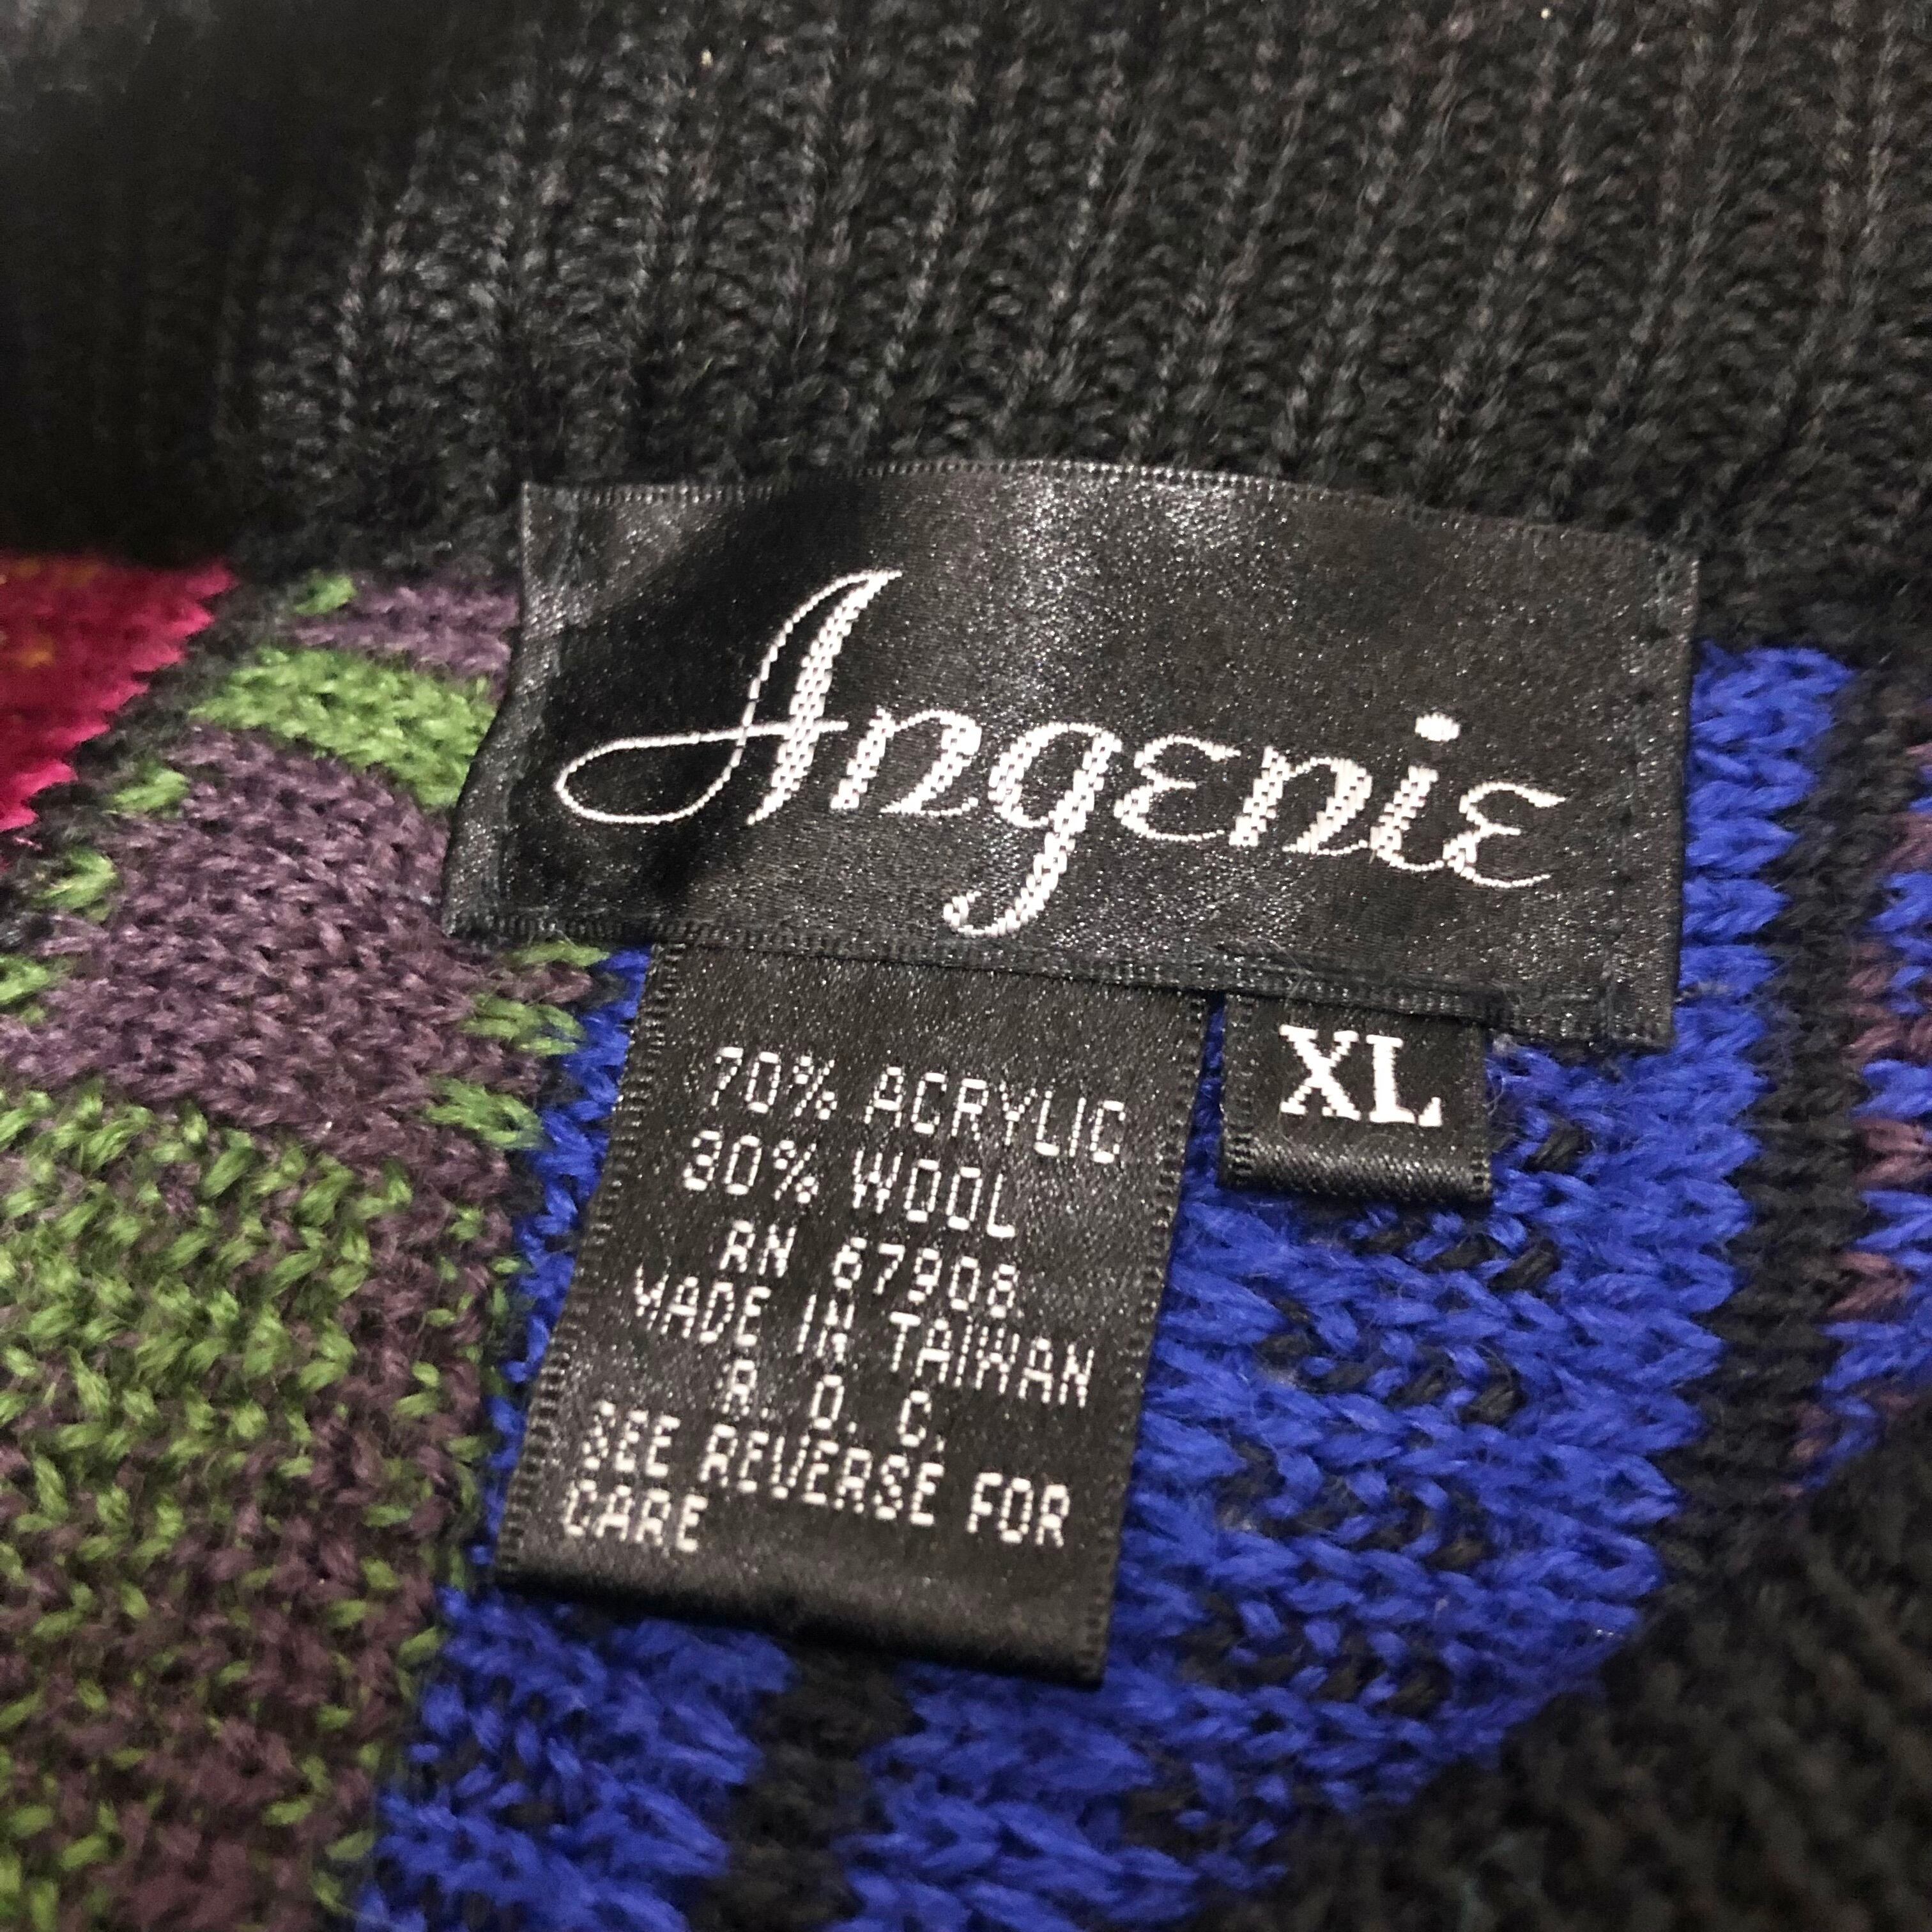 Angenie
XL
70% ACRYLIC
30% WOOL
RN 67908
MADE IN TAIWAN
R. O. C.
SEE REVERSE FOR
CARE